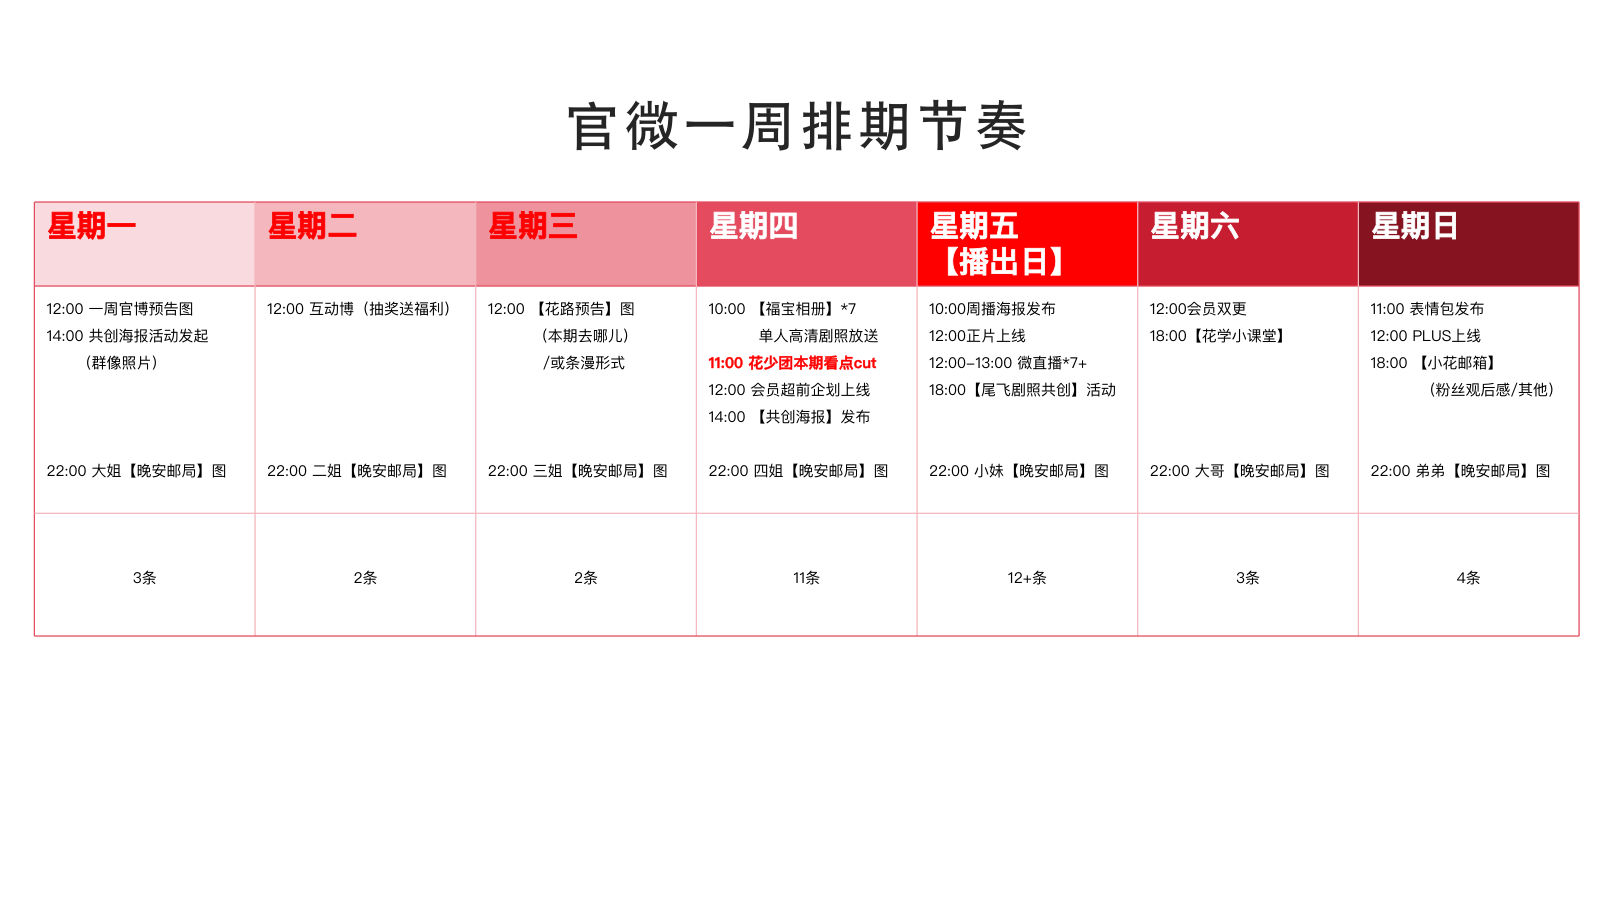 官微一周排期节奏
星期一
星期二
星期三
星期四
星期五
【播出日】
星期六
星期日
12:00 一周官博预告图
14:00 共创海报活动发起
（群像照片）
22:00 大姐【晚安邮局】图
12:00 互动博（抽奖送福利）
22:00 二姐【晚安邮局】图
12:00 【花路预告】图
（本期去哪儿）
/或条漫形式
22:00 三姐【晚安邮局】图
10:00 【福宝相册】*7
单人高清剧照放送
11:00 花少团本期看点cut
12:00 会员超前企划上线
14:00 【共创海报】发布
22:00 四姐【晚安邮局】图
10:00周播海报发布
12:00正片上线
12:00-13:00 微直播*7+
18:00【尾飞剧照共创】活动
22:00 小妹【晚安邮局】图
12:00会员双更
18:00【花学小课堂】
22:00 大哥【晚安邮局】图
11:00 表情包发布
12:00 PLUS上线
18:00 【小花邮箱】
（粉丝观后感/其他）
22:00 弟弟【晚安邮局】图
3条
2条
2条
11条
12+条
3条
4条